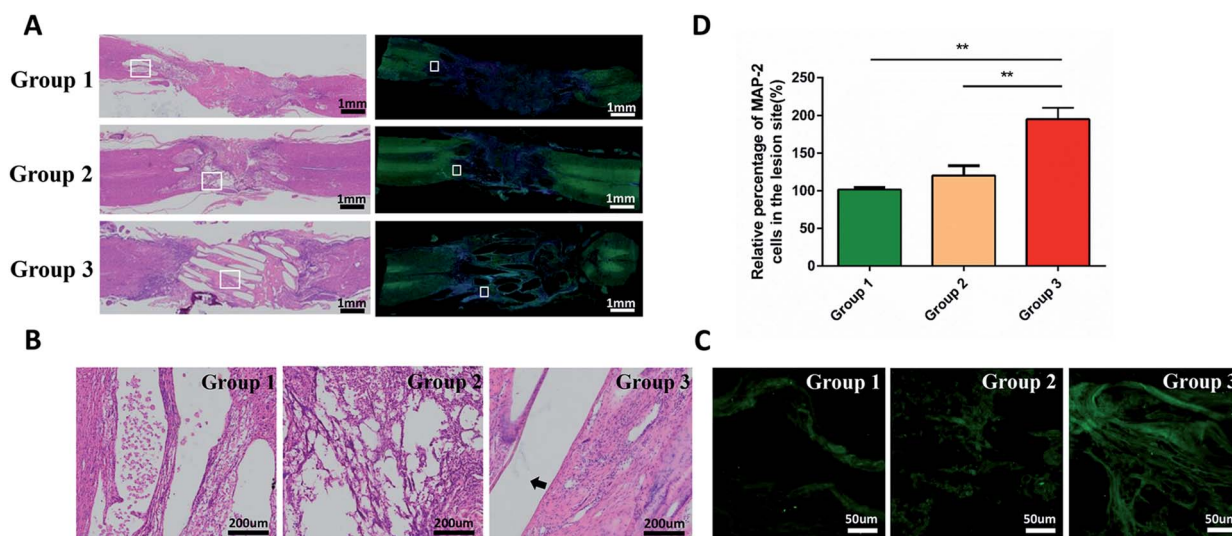 A
Group 1
1mm
1mm
Group 2
1mm
1mm
Group 3
1mm
1mm
D
Relative percentage of MAP-2
cells in the lesion site(%)
250
200
150
100
50
0
**
**
Group 1
Group 2
Group 3
B
Group 1
200um
Group 2
200um
Group 3
200um
C
Group 1
50um
Group 2
50um
Group 3
50um